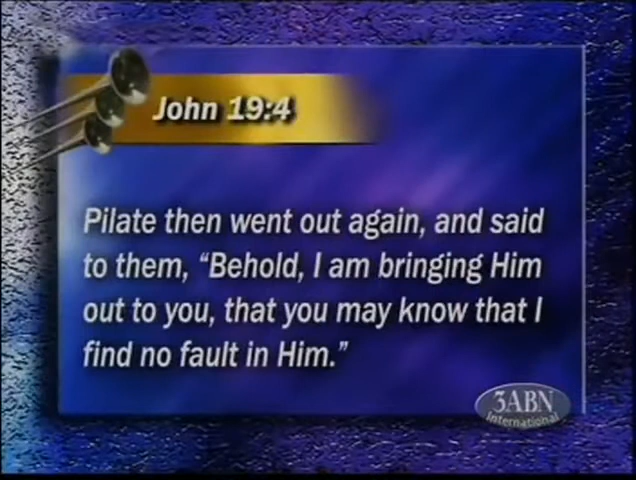 John 19:4
Pilate then went out again, and said
to them, “Behold, I am bringing Him
out to you, that you may know that I
find no fault in Him.”
3ABN
International